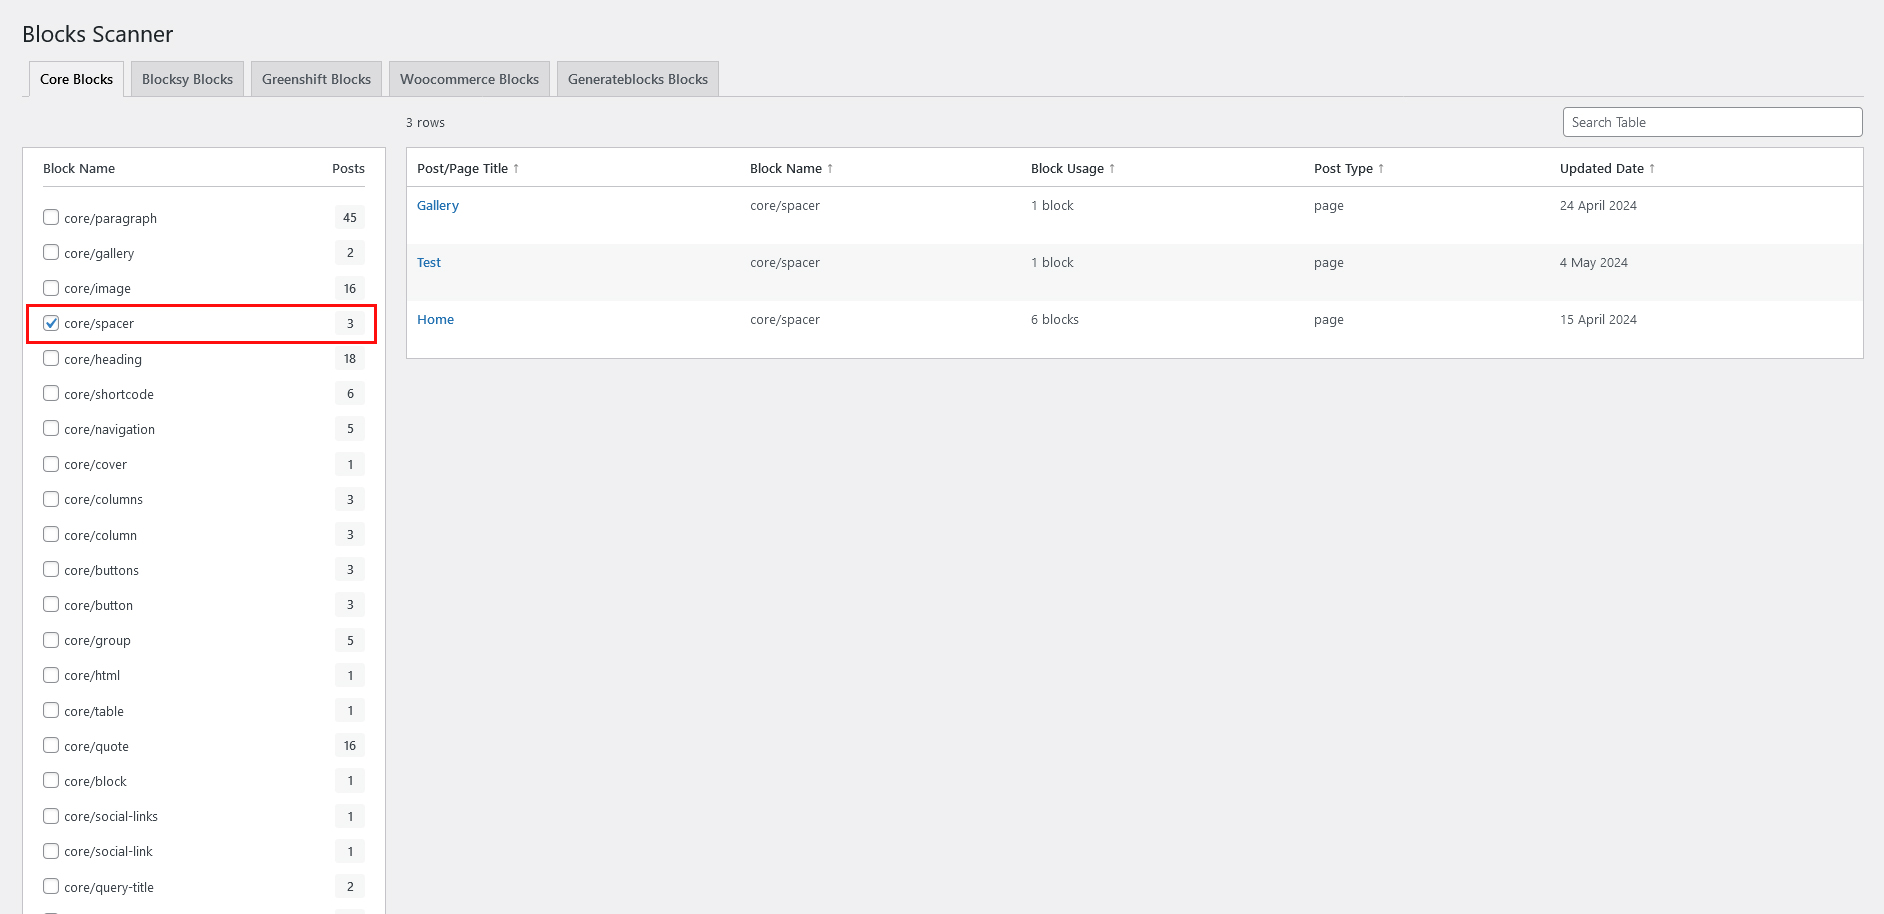 Blocks Scanner
Core Blocks Blocksy Blocks Greenshift Blocks Woocommerce Blocks Generateblocks Blocks
3 rows Search Table
Block Name Posts
core/paragraph 45
core/gallery 2
core/image 16
core/spacer 3
core/heading 18
core/shortcode 6
core/navigation 5
core/cover 1
core/columns 3
core/column 3
core/buttons 3
core/button 3
core/group 5
core/html 1
core/table 1
core/quote 16
core/block 1
core/social-links 1
core/social-link 1
core/query-title 2
Post/Page Title ↑ Block Name ↑ Block Usage ↑ Post Type ↑ Updated Date ↑
Gallery core/spacer 1 block page 24 April 2024
Test core/spacer 1 block page 4 May 2024
Home core/spacer 6 blocks page 15 April 2024